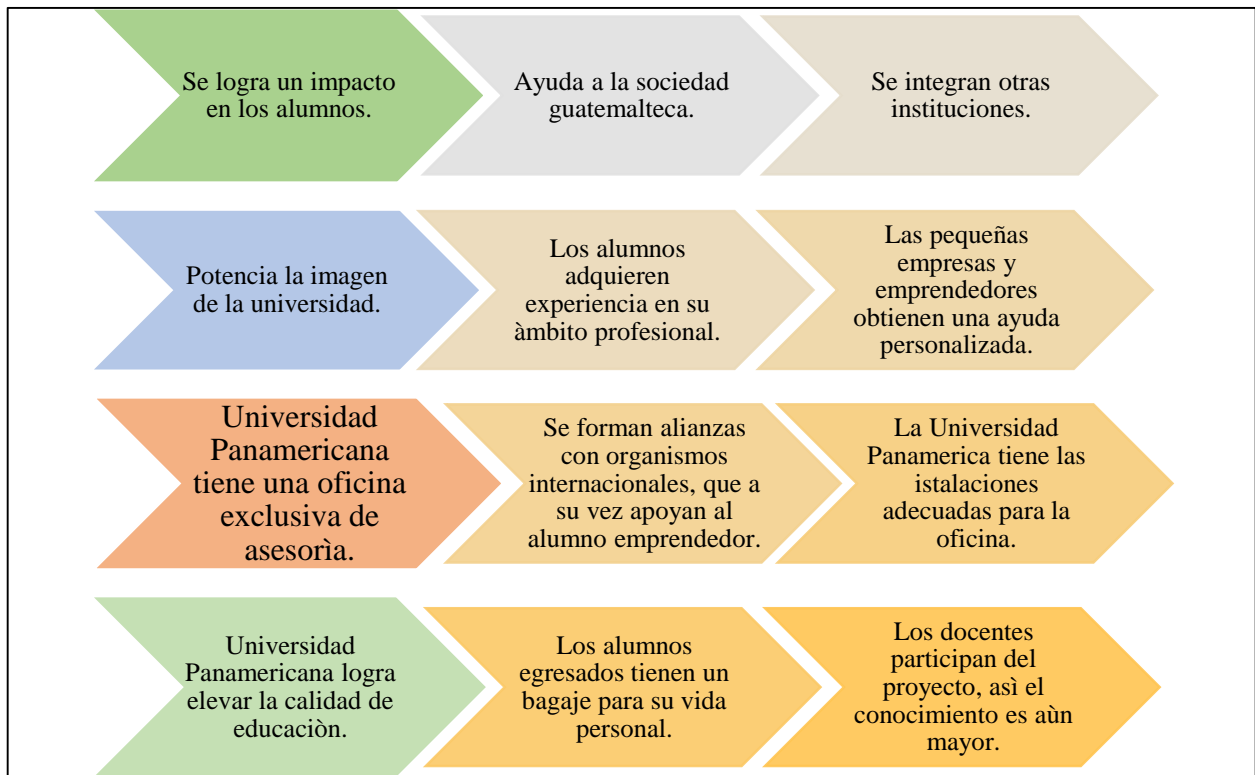 Se logra un impacto
en los alumnos.
Ayuda a la sociedad
guatemalteca.
Se integran otras
instituciones.
Potencia la imagen
de la universidad.
Los alumnos
adquieren
experiencia en su
àmbito profesional.
Las pequeñas
empresas y
emprendedores
obtienen una ayuda
personalizada.
Universidad
Panamericana
tiene una oficina
exclusiva de
asesorìa.
Se forman alianzas
con organismos
internacionales, que a
su vez apoyan al
alumno emprendedor.
La Universidad
Panamerica tiene las
istalaciones
adecuadas para la
oficina.
Universidad
Panamericana logra
elevar la calidad de
educaciòn.
Los alumnos
egresados tienen un
bagaje para su vida
personal.
Los docentes
participan del
proyecto, asì el
conocimiento es aùn
mayor.